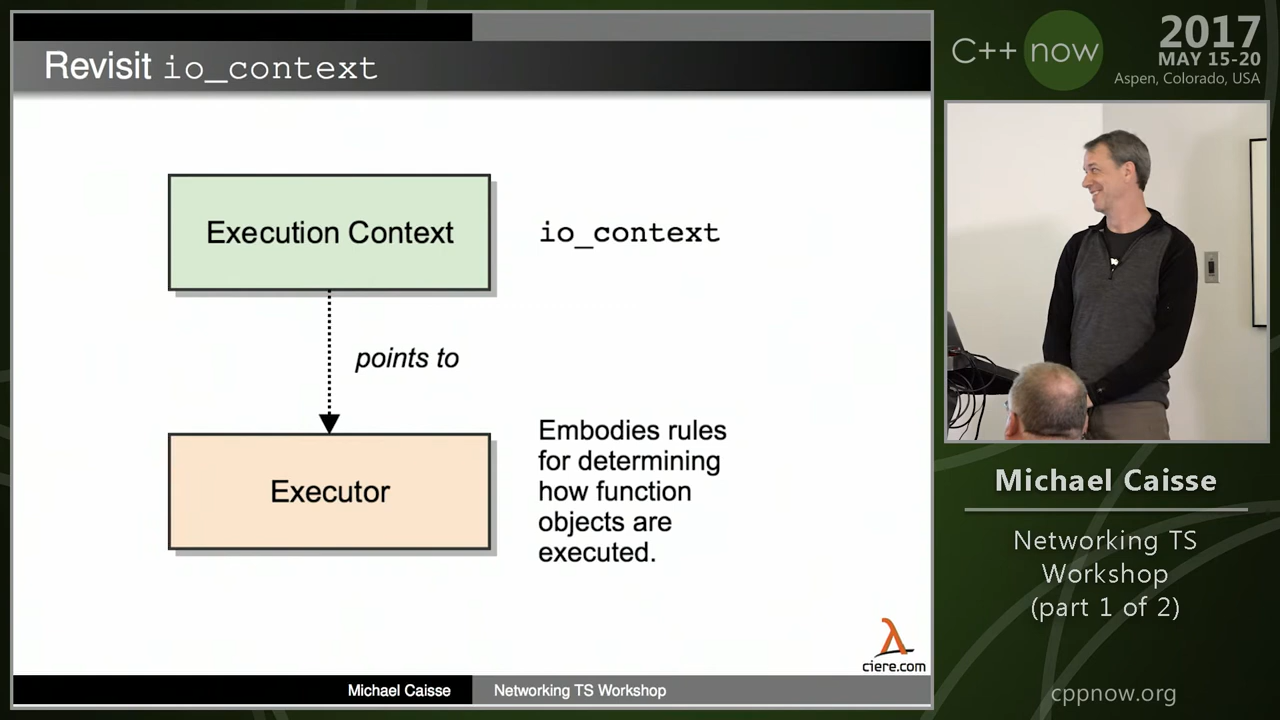 Revisit io_context
Execution Context
io_context
points to
Executor
Embodies rules
for determining
how function
objects are
executed.
λ
ciere.com
Michael Caisse
Networking TS Workshop
C++ now
2017
MAY 15-20
Aspen, Colorado, USA
Michael Caisse
Networking TS
Workshop
(part 1 of 2)
cppnow.org